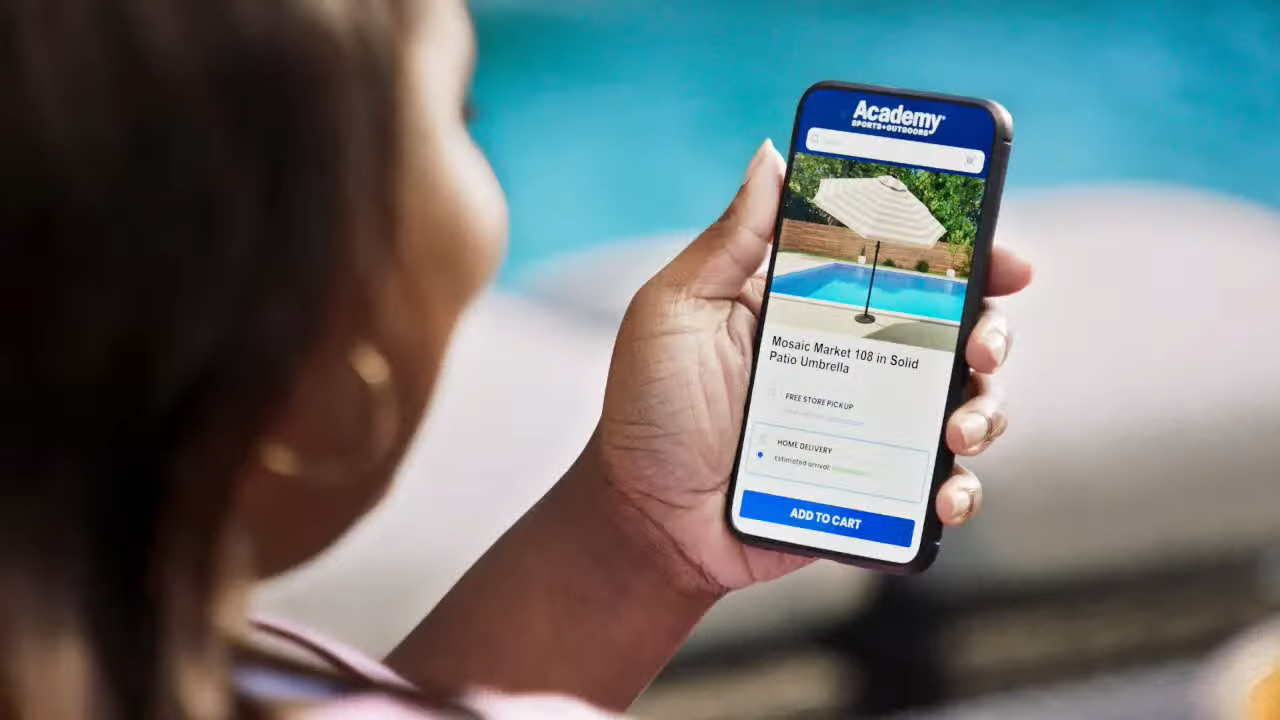 Academy
SPORTS+OUTDOORS
Mosaic Market 108 in Solid
Patio Umbrella
FREE STORE PICKUP
HOME DELIVERY
Estimated arrival:
ADD TO CART